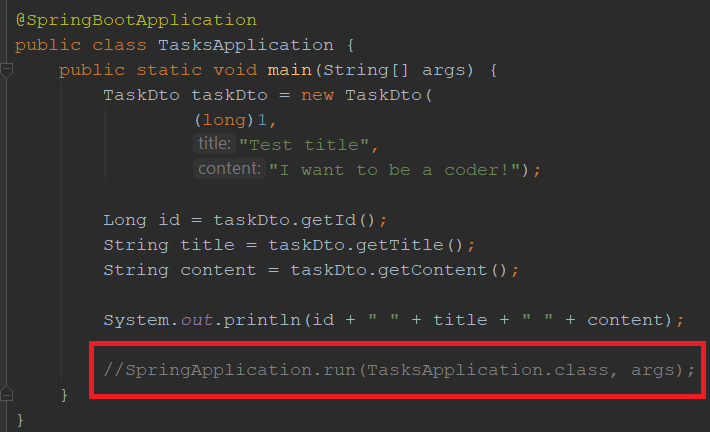 @SpringBootApplication
public class TasksApplication {
public static void main(String[] args) {
TaskDto taskDto = new TaskDto(
(long)1,
title: "Test title",
content: "I want to be a coder!");
Long id = taskDto.getId();
String title = taskDto.getTitle();
String content = taskDto.getContent();
System.out.println(id + " " + title + " " + content);
//SpringApplication.run(TasksApplication.class, args);
}
}